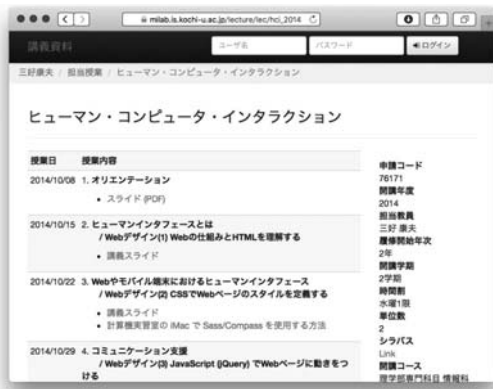 milab.is.kochi-u.ac.jp/lecture/lec/hci_2014
講義資料
ユーザ名
パスワード
ログイン
三好康夫 / 担当授業 / ヒューマン・コンピュータ・インタラクション
ヒューマン・コンピュータ・インタラクション
授業日 授業内容
2014/10/08 1. オリエンテーション
• スライド (PDF)
2014/10/15 2. ヒューマンインタフェースとは
/ Webデザイン(1) Webの仕組みとHTMLを理解する
• 講義スライド
2014/10/22 3. Webやモバイル端末におけるヒューマンインタフェース
/ Webデザイン(2) CSSでWebページのスタイルを定義する
• 講義スライド
• 計算機実習室の iMac で Sass/Compass を使用する方法
2014/10/29 4. コミュニケーション支援
/ Webデザイン(3) JavaScript (jQuery) でWebページに動きをつ
ける
申請コード
76171
開講年度
2014
担当教員
三好 康夫
履修開始年次
2年
開講学期
2学期
時間割
水曜1限
単位数
2
シラバス
Link
開講コース
理学部専門科目 情報科